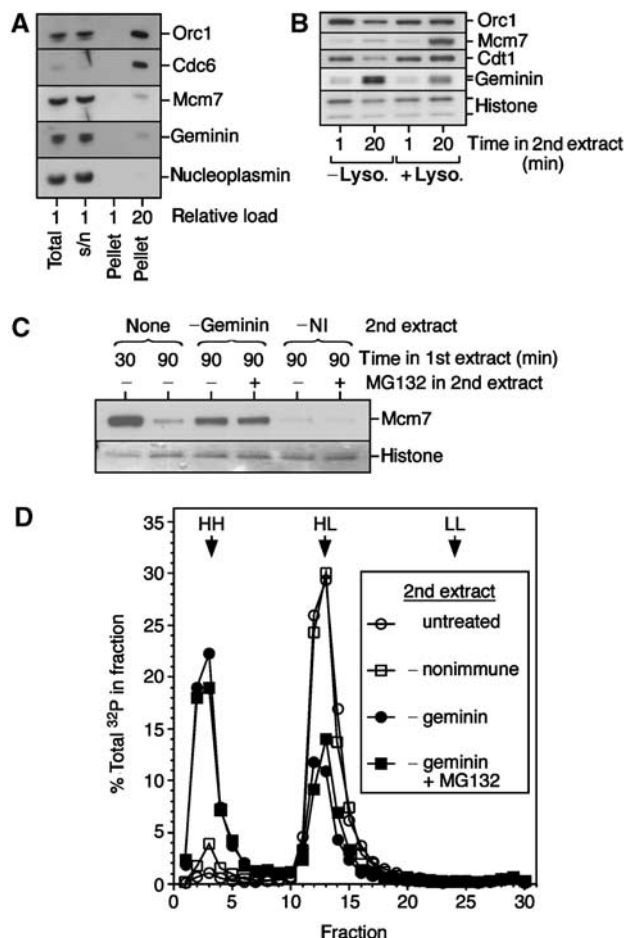 A
Orc1
Cdc6
Mcm7
Geminin
Nucleoplasmin
1 1 1 20 Relative load
Total s/n Pellet Pellet
B
Orc1
Mcm7
Cdt1
Geminin
Histone
1 20 1 20 Time in 2nd extract
(min)
–Lyso. +Lyso.
C
None –Geminin –NI 2nd extract
30 90 90 90 90 90 Time in 1st extract (min)
– – – + – + MG132 in 2nd extract
Mcm7
Histone
D
HH HL LL
% Total ³²P in fraction
35
30
25
20
15
10
5
0
0 5 10 15 20 25 30
Fraction
2nd extract
untreated
– nonimmune
– geminin
– geminin
+ MG132